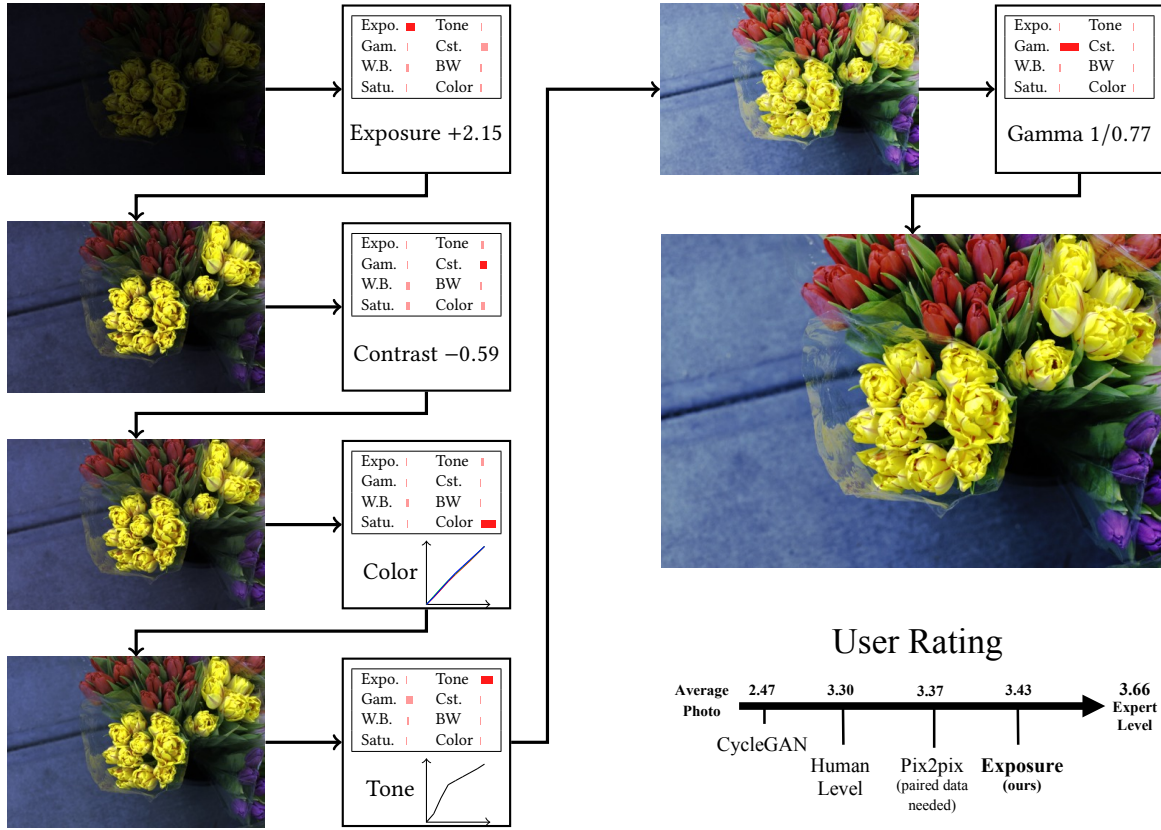 Expo. Tone
Gam. Cst.
W.B. BW
Satu. Color
Exposure +2.15
Expo. Tone
Gam. Cst.
W.B. BW
Satu. Color
Contrast −0.59
Expo. Tone
Gam. Cst.
W.B. BW
Satu. Color
Color
Expo. Tone
Gam. Cst.
W.B. BW
Satu. Color
Tone
Expo. Tone
Gam. Cst.
W.B. BW
Satu. Color
Gamma 1/0.77
User Rating
Average
Photo
2.47 3.30 3.37 3.43
3.66
Expert
Level
CycleGAN
Human
Level
Pix2pix
(paired data
needed)
Exposure
(ours)